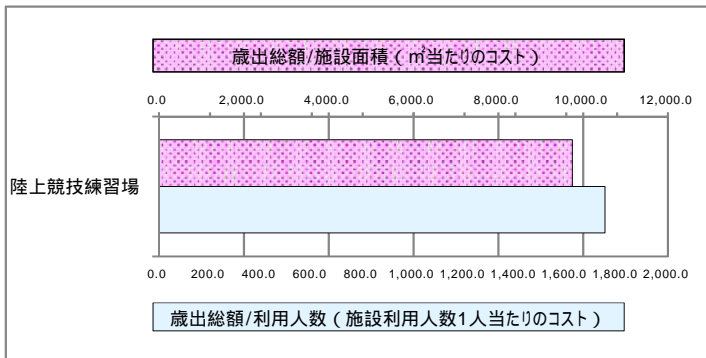 歳出総額/施設面積（㎡当たりのコスト）
0.0 2,000.0 4,000.0 6,000.0 8,000.0 10,000.0 12,000.0
陸上競技練習場
0.0 200.0 400.0 600.0 800.0 1,000.0 1,200.0 1,400.0 1,600.0 1,800.0 2,000.0
歳出総額/利用人数（施設利用人数1人当たりのコスト）